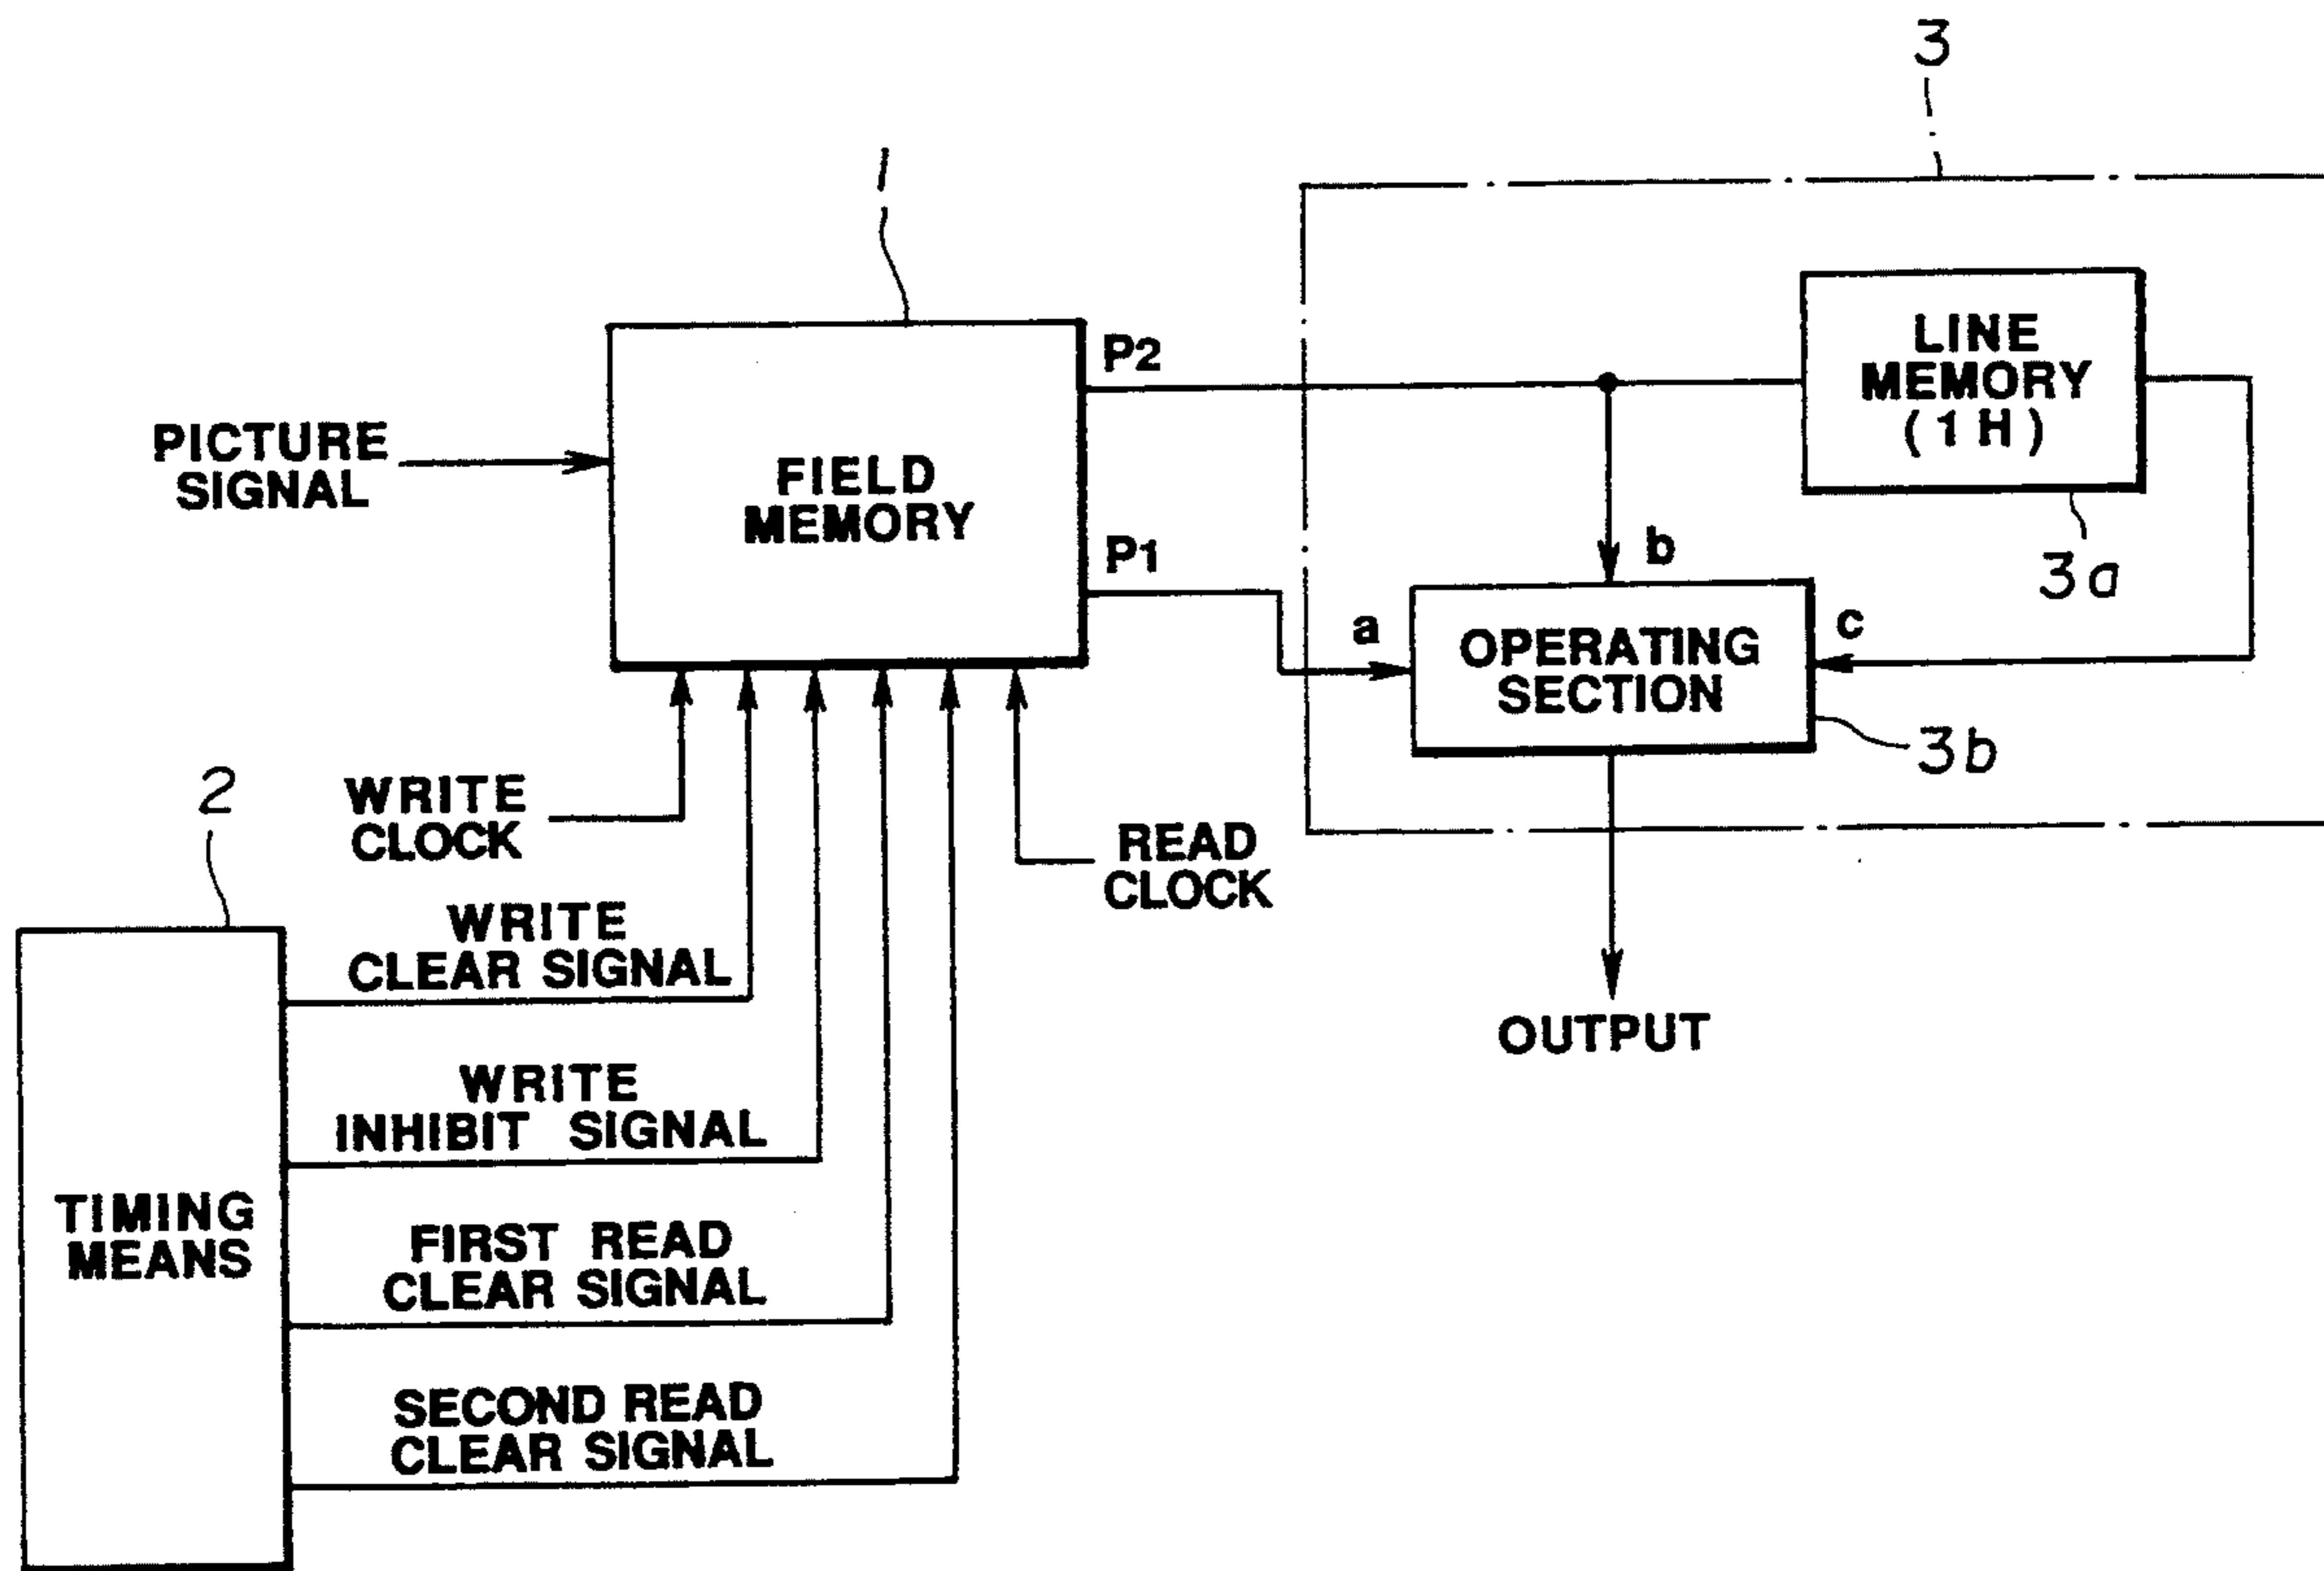 3
1
P2
LINE
MEMORY
(1H)
PICTURE
SIGNAL
FIELD
MEMORY
P1
b
3a
a
c
OPERATING
SECTION
3b
2
WRITE
CLOCK
READ
CLOCK
WRITE
CLEAR SIGNAL
OUTPUT
WRITE
INHIBIT SIGNAL
TIMING
MEANS
FIRST READ
CLEAR SIGNAL
SECOND READ
CLEAR SIGNAL